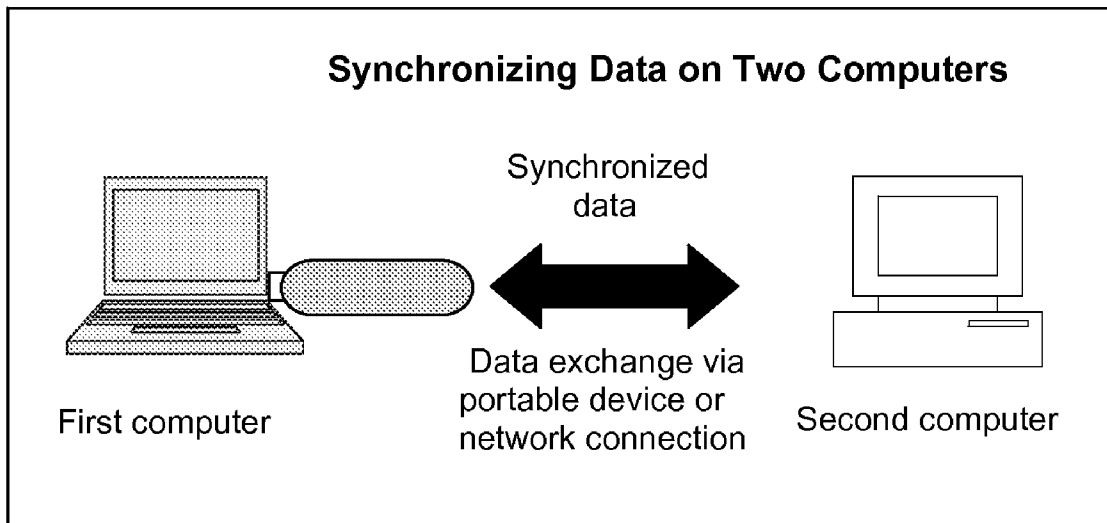 Synchronizing Data on Two Computers
Synchronized
data
Data exchange via
portable device or
network connection
First computer
Second computer